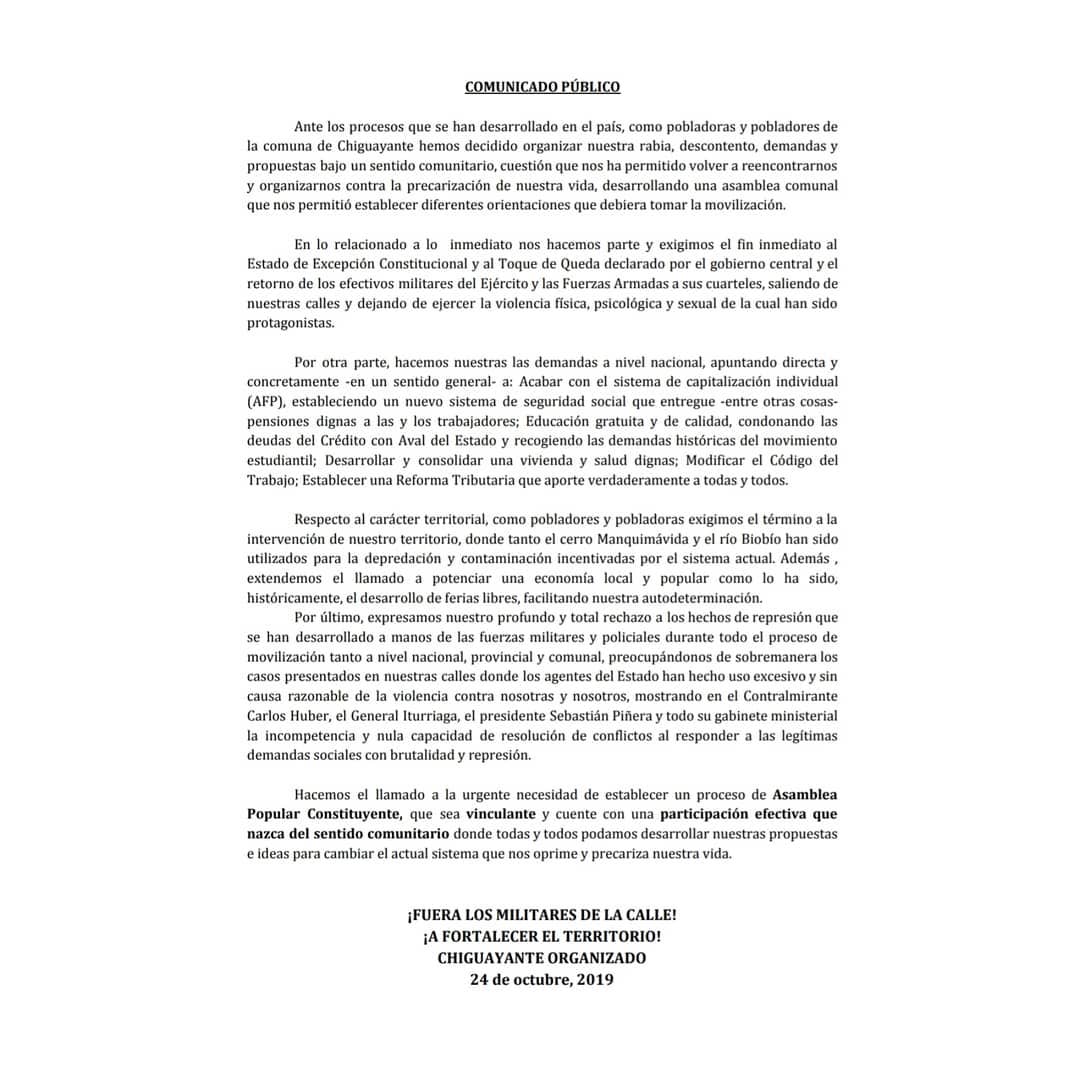 COMUNICADO PÚBLICO
Ante los procesos que se han desarrollado en el país, como pobladoras y pobladores de
la comuna de Chiguayante hemos decidido organizar nuestra rabia, descontento, demandas y
propuestas bajo un sentido comunitario, cuestión que nos ha permitido volver a reencontrarnos
y organizarnos contra la precarización de nuestra vida, desarrollando una asamblea comunal
que nos permitió establecer diferentes orientaciones que debiera tomar la movilización.
En lo relacionado a lo inmediato nos hacemos parte y exigimos el fin inmediato al
Estado de Excepción Constitucional y al Toque de Queda declarado por el gobierno central y el
retorno de los efectivos militares del Ejército y las Fuerzas Armadas a sus cuarteles, saliendo de
nuestras calles y dejando de ejercer la violencia física, psicológica y sexual de la cual han sido
protagonistas.
Por otra parte, hacemos nuestras las demandas a nivel nacional, apuntando directa y
concretamente -en un sentido general- a: Acabar con el sistema de capitalización individual
(AFP), estableciendo un nuevo sistema de seguridad social que entregue -entre otras cosas-
pensiones dignas a las y los trabajadores; Educación gratuita y de calidad, condonando las
deudas del Crédito con Aval del Estado y recogiendo las demandas históricas del movimiento
estudiantil; Desarrollar y consolidar una vivienda y salud dignas; Modificar el Código del
Trabajo; Establecer una Reforma Tributaria que aporte verdaderamente a todas y todos.
Respecto al carácter territorial, como pobladores y pobladoras exigimos el término a la
intervención de nuestro territorio, donde tanto el cerro Manquimávida y el río Biobío han sido
utilizados para la depredación y contaminación incentivadas por el sistema actual. Además ,
extendemos el llamado a potenciar una economía local y popular como lo ha sido,
históricamente, el desarrollo de ferias libres, facilitando nuestra autodeterminación.
Por último, expresamos nuestro profundo y total rechazo a los hechos de represión que
se han desarrollado a manos de las fuerzas militares y policiales durante todo el proceso de
movilización tanto a nivel nacional, provincial y comunal, preocupándonos de sobremanera los
casos presentados en nuestras calles donde los agentes del Estado han hecho uso excesivo y sin
causa razonable de la violencia contra nosotras y nosotros, mostrando en el Contralmirante
Carlos Huber, el General Iturriaga, el presidente Sebastián Piñera y todo su gabinete ministerial
la incompetencia y nula capacidad de resolución de conflictos al responder a las legítimas
demandas sociales con brutalidad y represión.
Hacemos el llamado a la urgente necesidad de establecer un proceso de Asamblea
Popular Constituyente, que sea vinculante y cuente con una participación efectiva que
nazca del sentido comunitario donde todas y todos podamos desarrollar nuestras propuestas
e ideas para cambiar el actual sistema que nos oprime y precariza nuestra vida.
¡FUERA LOS MILITARES DE LA CALLE!
¡A FORTALECER EL TERRITORIO!
CHIGUAYANTE ORGANIZADO
24 de octubre, 2019